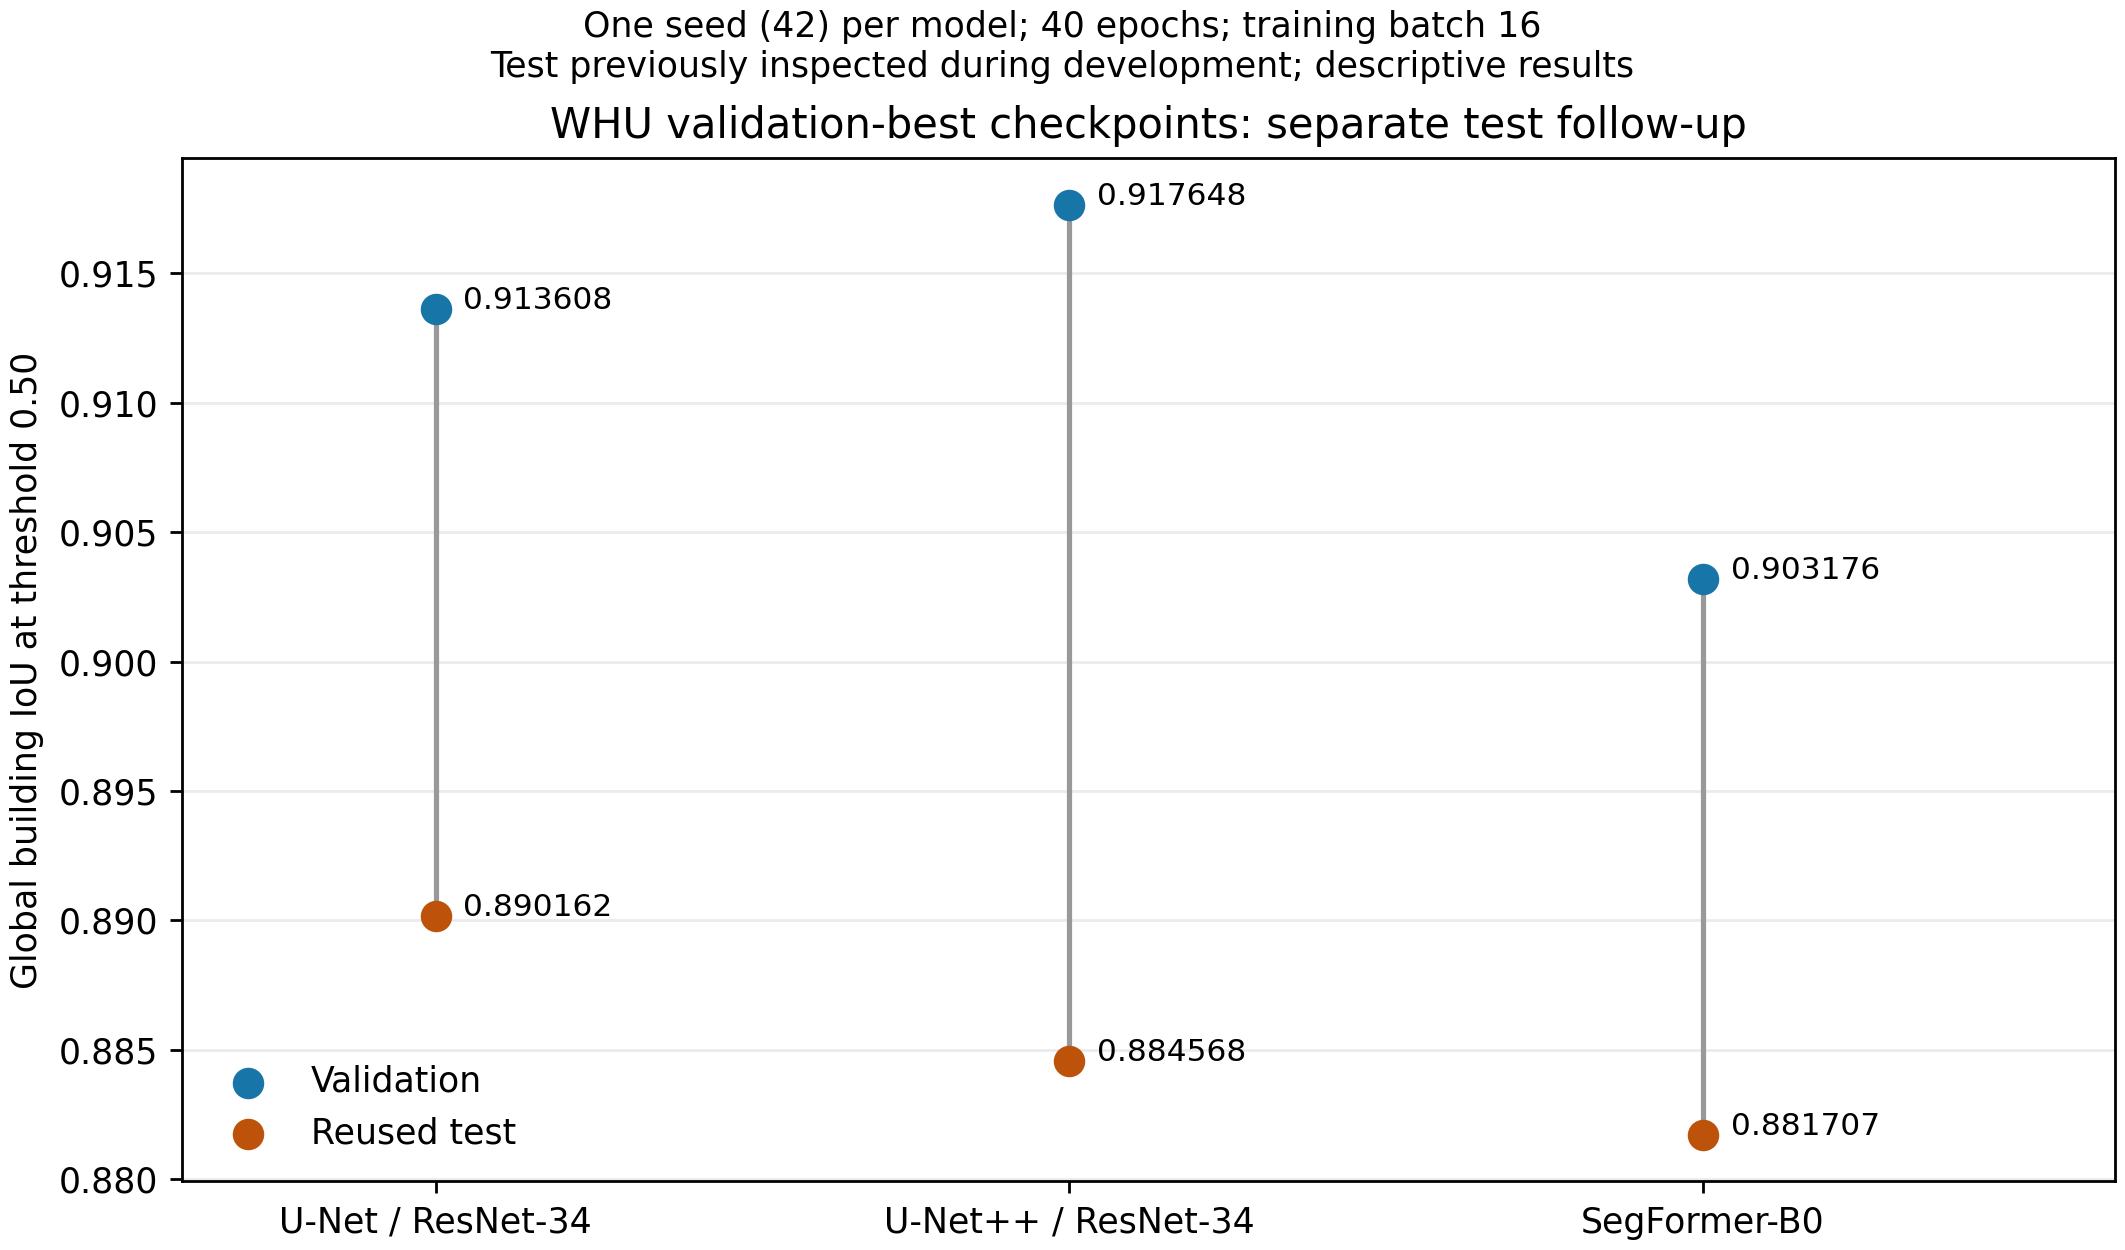 One seed (42) per model; 40 epochs; training batch 16
Test previously inspected during development; descriptive results
WHU validation-best checkpoints: separate test follow-up
Global building IoU at threshold 0.50
0.915
0.910
0.905
0.900
0.895
0.890
0.885
0.880
0.913608
0.917648
0.903176
0.890162
0.884568
0.881707
Validation
Reused test
U-Net / ResNet-34
U-Net++ / ResNet-34
SegFormer-B0